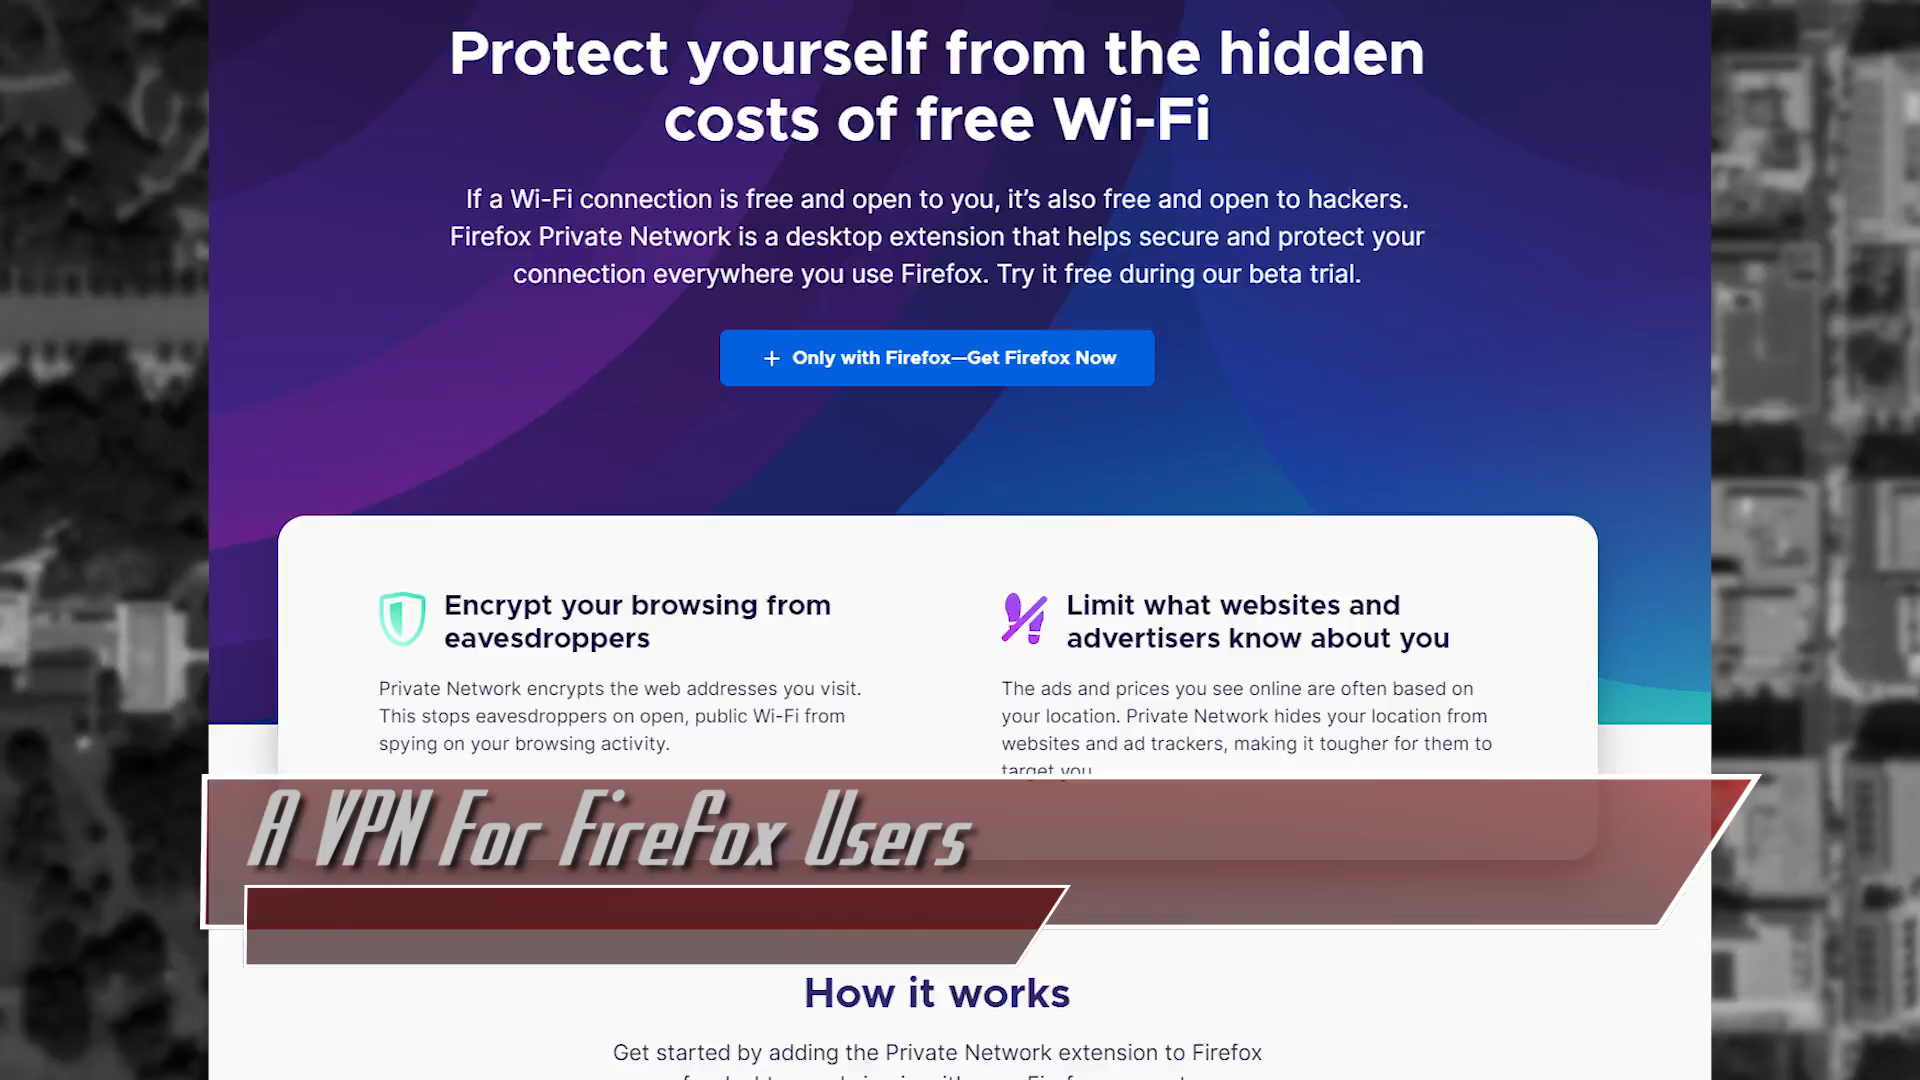 Protect yourself from the hidden
costs of free Wi-Fi
If a Wi-Fi connection is free and open to you, it’s also free and open to hackers.
Firefox Private Network is a desktop extension that helps secure and protect your
connection everywhere you use Firefox. Try it free during our beta trial.
+ Only with Firefox—Get Firefox Now
Encrypt your browsing from
eavesdroppers
Private Network encrypts the web addresses you visit.
This stops eavesdroppers on open, public Wi-Fi from
spying on your browsing activity.
Limit what websites and
advertisers know about you
The ads and prices you see online are often based on
your location. Private Network hides your location from
websites and ad trackers, making it tougher for them to
target you
A VPN For FireFox Users
How it works
Get started by adding the Private Network extension to Firefox